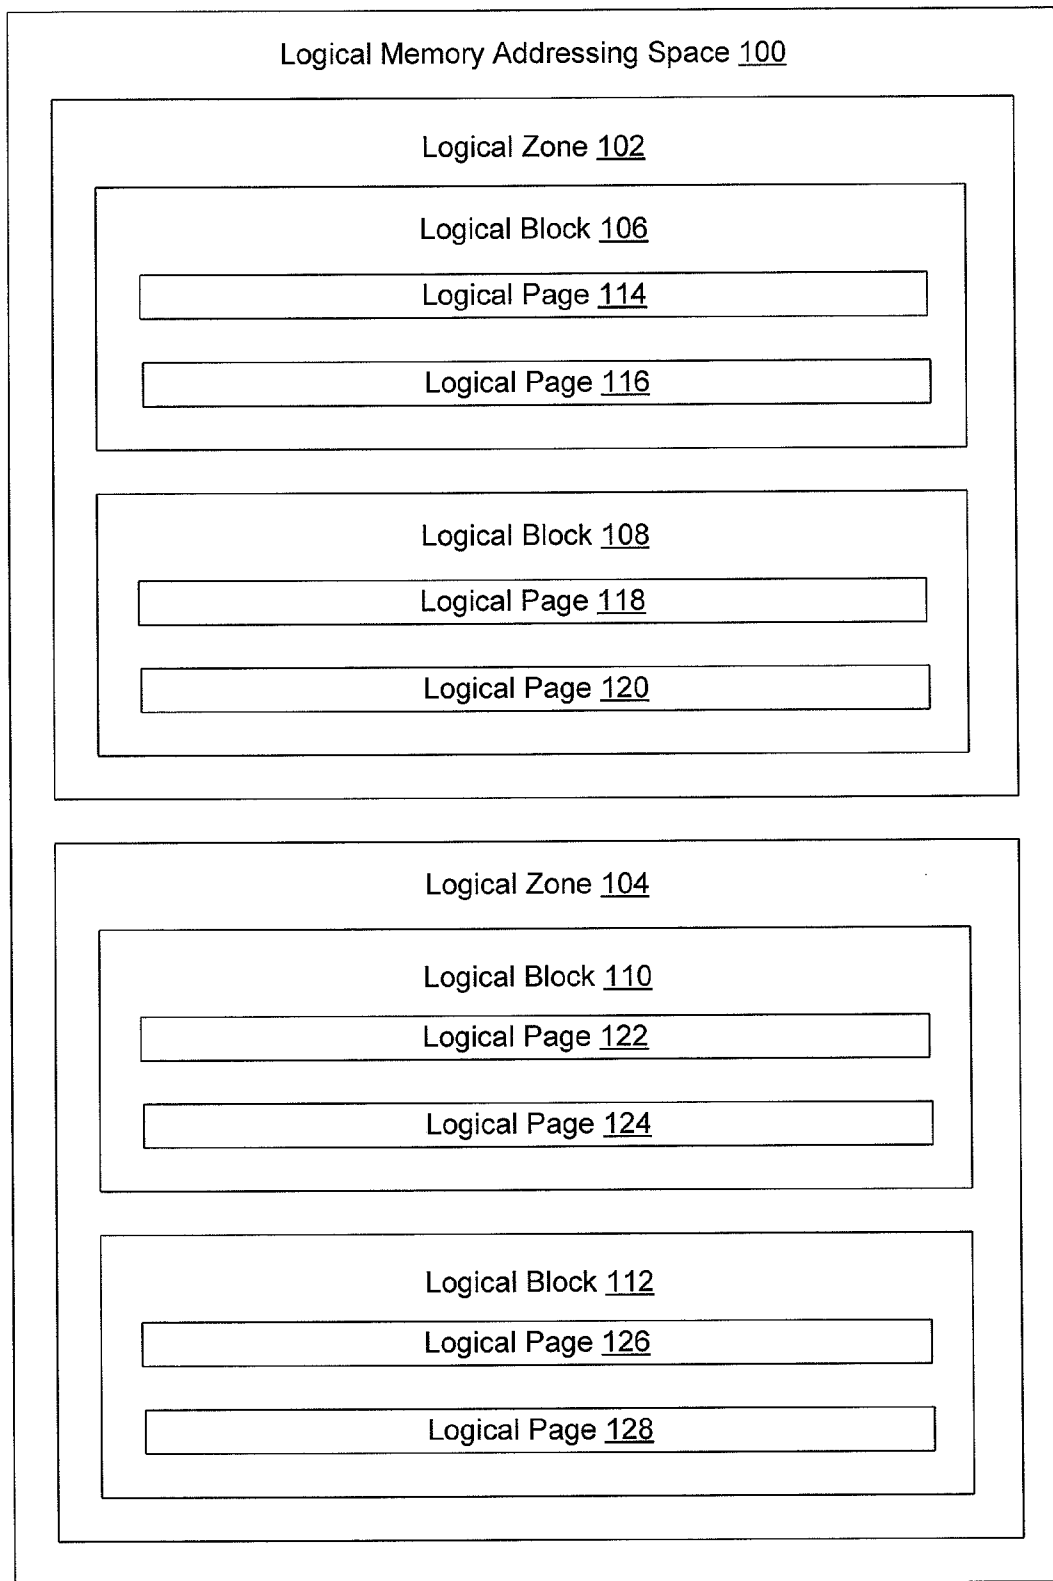 Logical Memory Addressing Space 100
Logical Zone 102
Logical Block 106
Logical Page 114
Logical Page 116
Logical Block 108
Logical Page 118
Logical Page 120
Logical Zone 104
Logical Block 110
Logical Page 122
Logical Page 124
Logical Block 112
Logical Page 126
Logical Page 128